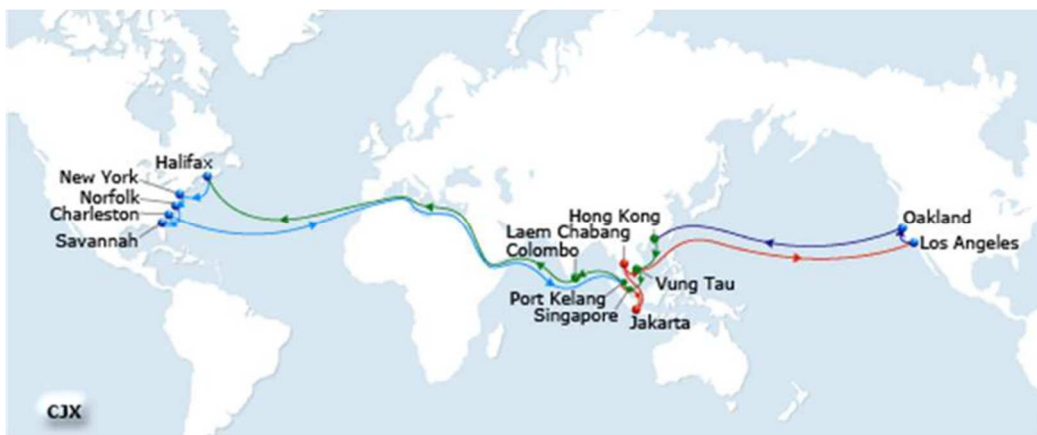 Halifax
New York
Norfolk
Charleston
Savannah
Hong Kong
Laem Chabang
Colombo
Oakland
Los Angeles
Vung Tau
Port Kelang
Singapore
Jakarta
CJX